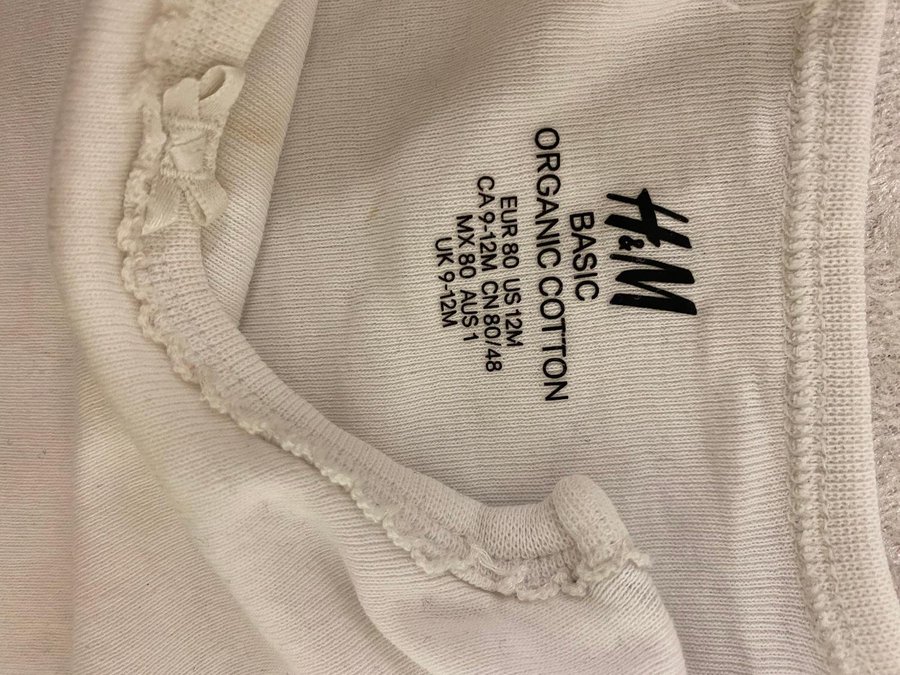 H&M
BASIC
ORGANIC COTTON
EUR 80 US 12M
CA 9-12M CN 80/48
MX 80 AUS 1
UK 9-12M